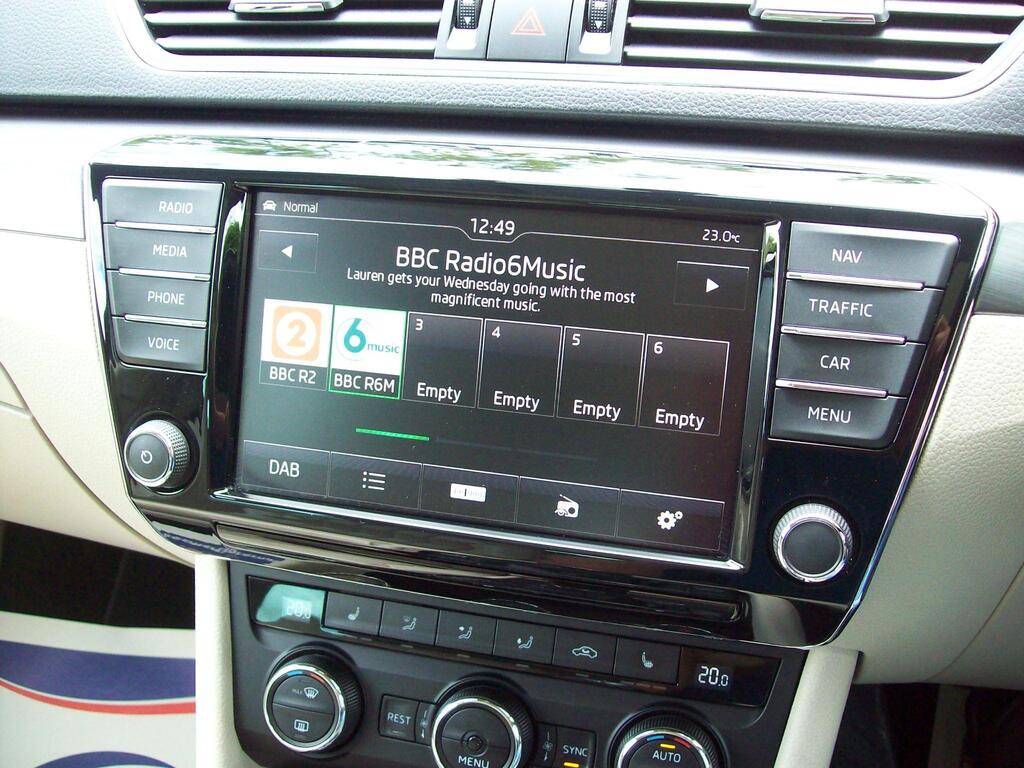 RADIO
MEDIA
PHONE
VOICE
Normal
12:49
23.0°C
BBC Radio6Music
Lauren gets your Wednesday going with the most
magnificent music.
2
BBC R2
6 music
BBC R6M
3
Empty
4
Empty
5
Empty
6
Empty
DAB
NAV
TRAFFIC
CAR
MENU
20.0
20.0
MAX
REST
MENU
SYNC
AUTO